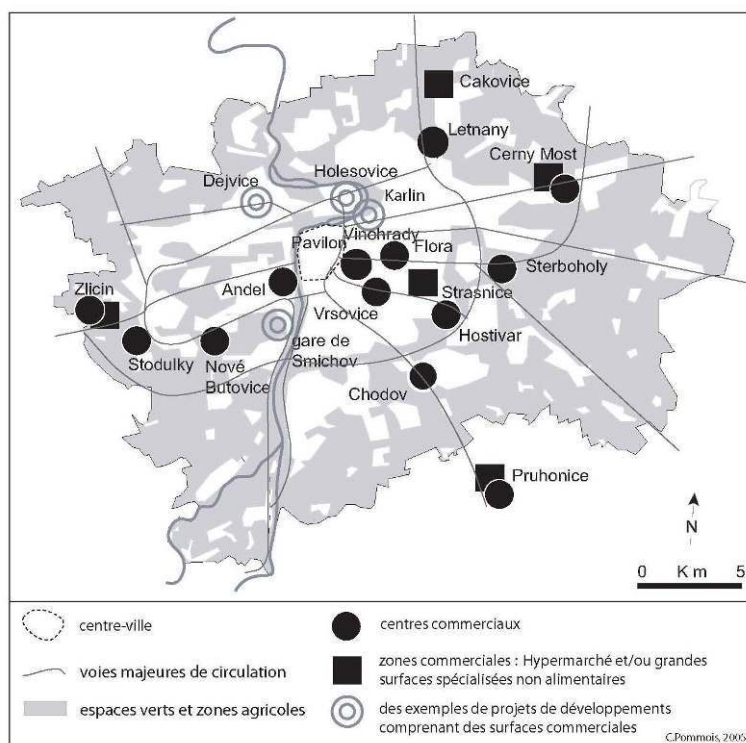 Cakovice
Letnany
Cerny Most
Holesovice
Dejvice
Karlin
Pavilon
Vinohrady
Flora
Sterboholy
Zlicin
Andel
Strasnice
Vrsovice
Hostivar
gare de
Smichov
Stodulky
Nové
Butovice
Chodov
Pruhonice
N
0 Km 5
centre-ville
centres commerciaux
voies majeures de circulation
zones commerciales : Hypermarché et/ou grandes
surfaces spécialisées non alimentaires
espaces verts et zones agricoles
des exemples de projets de développements
comprenant des surfaces commerciales
C.Pommois, 2005